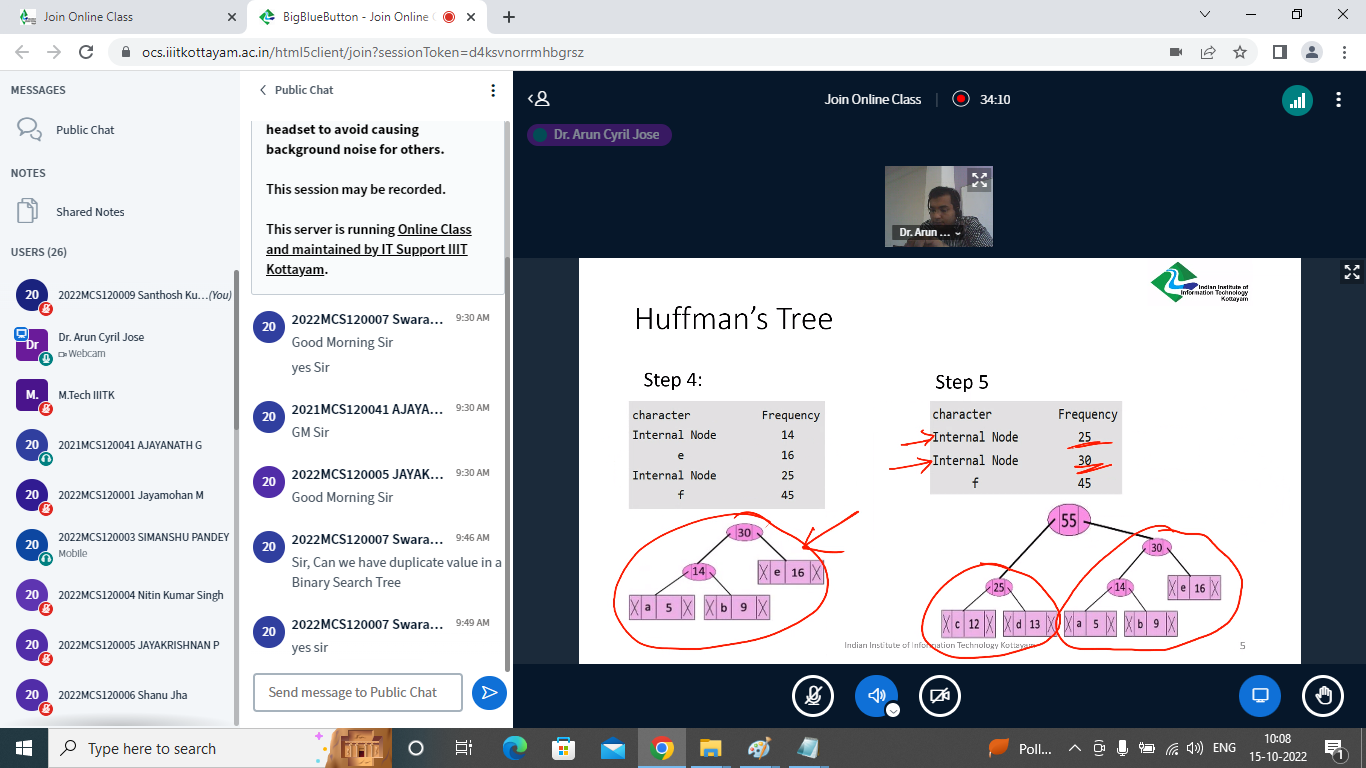 Join Online Class
BigBlueButton - Join Online
ocs.iiitkottayam.ac.in/html5client/join?sessionToken=d4ksvnorrmhbgrsz
MESSAGES
Public Chat
NOTES
Shared Notes
USERS (26)
20
2022MCS120009 Santhosh Ku...(You)
Dr
Dr. Arun Cyril Jose
Webcam
M.
M.Tech IIITK
20
2021MCS120041 AJAYANATH G
20
2022MCS120001 Jayamohan M
20
2022MCS120003 SIMANSHU PANDEY
Mobile
20
2022MCS120004 Nitin Kumar Singh
20
2022MCS120005 JAYAKRISHNAN P
20
2022MCS120006 Shanu Jha
Public Chat
headset to avoid causing
background noise for others.
This session may be recorded.
This server is running Online Class
and maintained by IT Support IIIT
Kottayam.
20
2022MCS120007 Swara... 9:30 AM
Good Morning Sir
yes Sir
20
2021MCS120041 AJAYA... 9:30 AM
GM Sir
20
2022MCS120005 JAYAK... 9:30 AM
Good Morning Sir
20
2022MCS120007 Swara... 9:46 AM
Sir, Can we have duplicate value in a
Binary Search Tree
20
2022MCS120007 Swara... 9:49 AM
yes sir
Send message to Public Chat
Join Online Class
34:10
Dr. Arun Cyril Jose
Dr. Arun ...
Indian Institute of
Information Technology
Kottayam
Huffman's Tree
Step 4:
character Frequency
Internal Node 14
e 16
Internal Node 25
f 45
30
14
e 16
a 5 b 9
Step 5
character Frequency
Internal Node 25
Internal Node 30
f 45
55
30
25 14 e 16
c 12 d 13 a 5 b 9
Indian Institute of Information Technology Kottayam
5
Type here to search
Poll...
ENG
10:08
15-10-2022
1